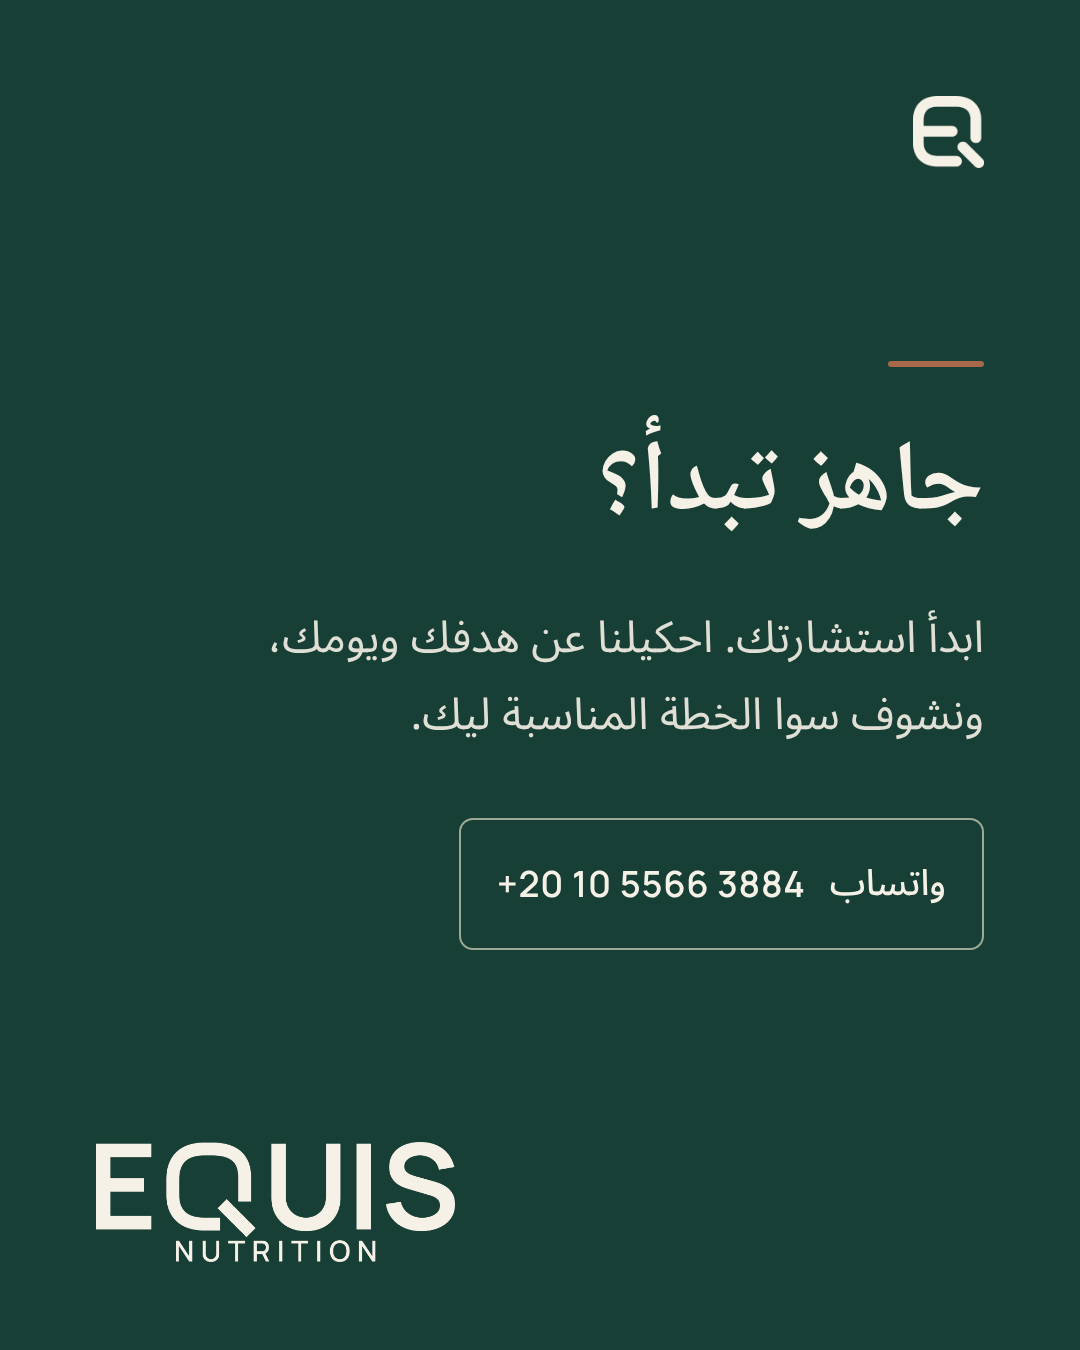 EQ
جاهز تبدأ؟
ابدأ استشارتك. احكيلنا عن هدفك ويومك،
ونشوف سوا الخطة المناسبة ليك.
واتساب +20 10 5566 3884
EQUIS
NUTRITION